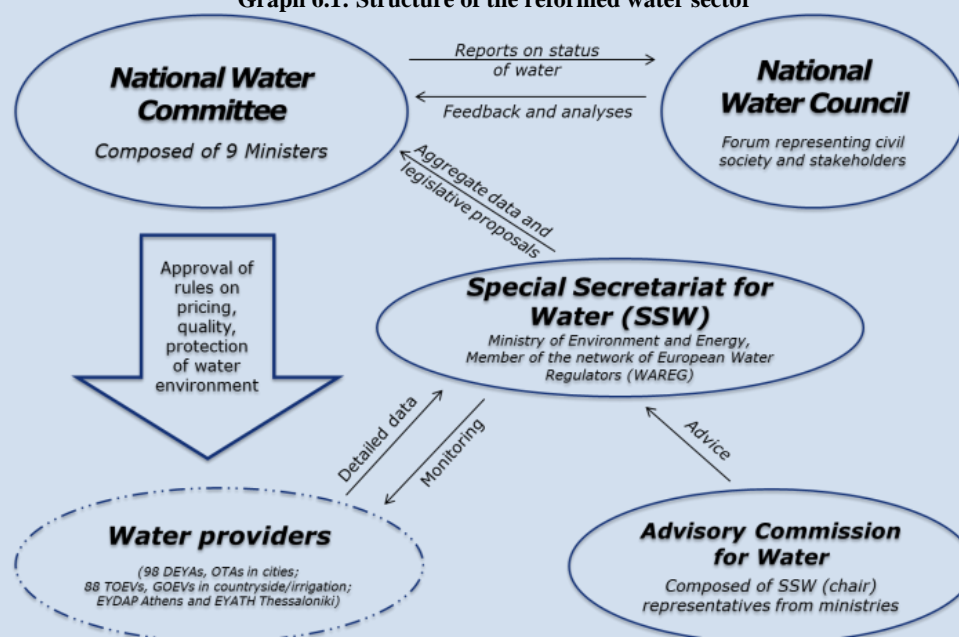 Graph 6.1: Structure of the reformed water sector
National Water
Committee
Composed of 9 Ministers
Reports on status
of water
Feedback and analyses
National
Water Council
Forum representing civil
society and stakeholders
Aggregate data and
legislative proposals
Approval of
rules on
pricing,
quality,
protection
of water
environment
Special Secretariat for
Water (SSW)
Ministry of Environment and Energy,
Member of the network of European Water
Regulators (WAREG)
Detailed data
Monitoring
Advice
Water providers
(98 DEYAs, OTAs in cities;
88 TOEVs, GOEVs in countryside/irrigation;
EYDAP Athens and EYATH Thessaloniki)
Advisory Commission
for Water
Composed of SSW (chair)
representatives from ministries